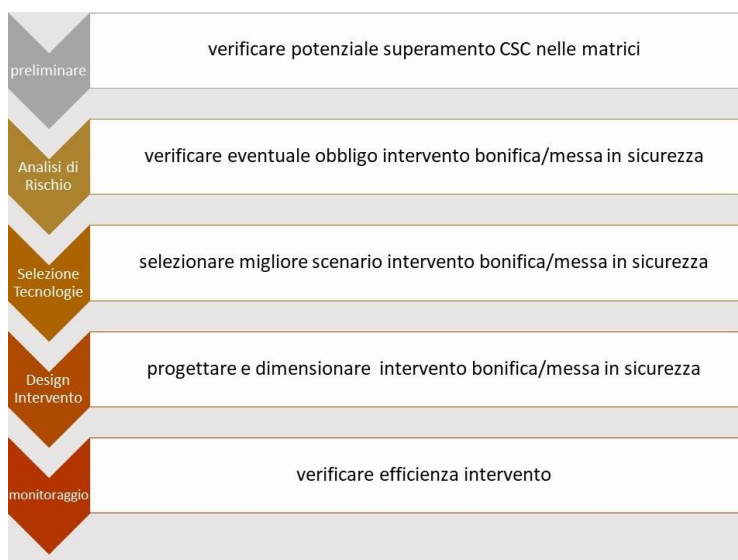 preliminare
verificare potenziale superamento CSC nelle matrici
Analisi di
Rischio
verificare eventuale obbligo intervento bonifica/messa in sicurezza
Selezione
Tecnologie
selezionare migliore scenario intervento bonifica/messa in sicurezza
Design
Intervento
progettare e dimensionare intervento bonifica/messa in sicurezza
monitoraggio
verificare efficienza intervento